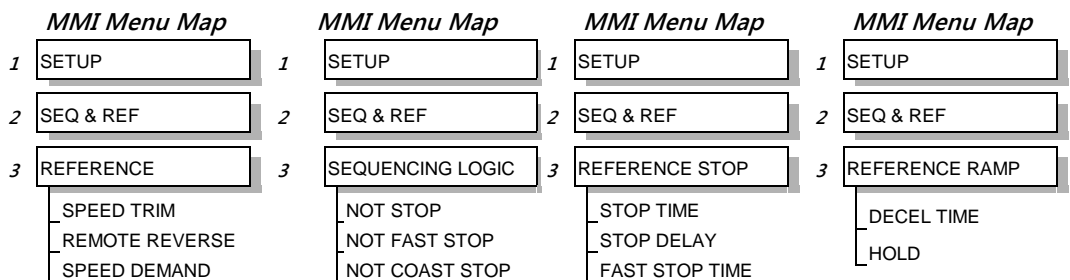 MMI Menu Map
1 SETUP
2 SEQ & REF
3 REFERENCE
SPEED TRIM
REMOTE REVERSE
SPEED DEMAND
MMI Menu Map
1 SETUP
2 SEQ & REF
3 SEQUENCING LOGIC
NOT STOP
NOT FAST STOP
NOT COAST STOP
MMI Menu Map
1 SETUP
2 SEQ & REF
3 REFERENCE STOP
STOP TIME
STOP DELAY
FAST STOP TIME
MMI Menu Map
1 SETUP
2 SEQ & REF
3 REFERENCE RAMP
DECEL TIME
HOLD